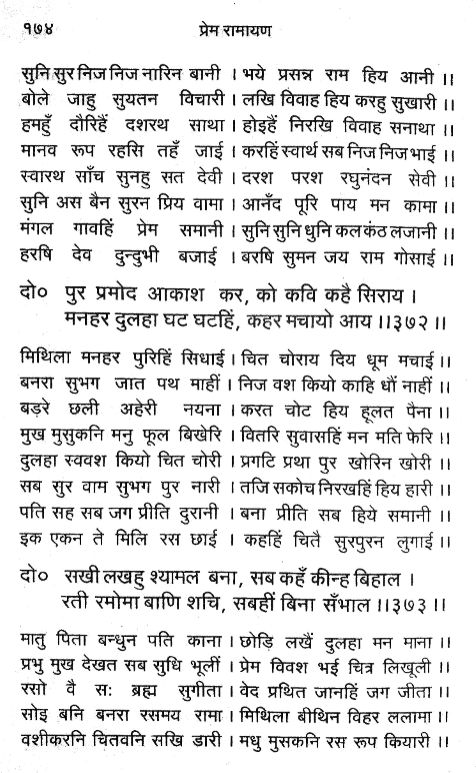 १७४ प्रेम रामायण
सुनि सुर निज निज नारिन बानी । भये प्रसन्न राम हिय आनी ।।
बोले जाहु सुयतन विचारी । लखि विवाह हिय करहु सुखारी ।।
हमहुँ दौरिहैं दशरथ साथा । होइहैं निरखि विवाह सनाथा ।।
मानव रूप रहसि तहँ जाई । करहिं स्वार्थ सब निज निज भाई ।।
स्वारथ साँच सुनहु सत देवी । दरश परश रघुनंदन सेवी ।।
सुनि अस बैन सुरन प्रिय वामा । आनँद पूरि पाय मन कामा ।।
मंगल गावहिं प्रेम समानी । सुनि सुनि धुनि कल कंठ लजानी ।।
हरषि देव दुन्दुभी बजाई । बरषि सुमन जय राम गोसाई ।।
दो० पुर प्रमोद आकाश कर, को कवि कहै सिराय ।
मनहर दुलहा घट घटहिं, कहर मचायो आय ।।३७२ ।।
मिथिला मनहर पुरिहिं सिधाई । चित चोराय दिय धूम मचाई ।।
बनरा सुभग जात पथ माहीं । निज वश कियो काहि धौं नाहीं ।।
बड़रे छली अहेरी नयना । करत चोट हिय हूलत पैना ।।
मुख मुसुकनि मनु फूल बिखेरि । वितरि सुवासहिं मन मति फेरि ।।
दुलहा स्ववश कियो चित चोरी । प्रगटि प्रथा पुर खोरिन खोरी ।।
सब सुर वाम सुभग पुर नारी । तजि सकोच निरखहिं हिय हारी ।।
पति सह सब जग प्रीति दुरानी । बना प्रीति सब हिये समानी ।।
इक एकन ते मिलि रस छाई । कहहिं चितै सुरपुरन लुगाई ।।
दो० सखी लखहु श्यामल बना, सब कहँ कीन्ह बिहाल ।
रती रमोमा बाणि शचि, सबहीं बिना सँभाल ।।३७३ ।।
मातु पिता बन्धुन पति काना । छोड़ि लखैं दुलहा मन माना ।।
प्रभु मुख देखत सब सुधि भूलीं । प्रेम विवश भई चित्र लिखूली ।।
रसो वै सः ब्रह्म सुगीता । वेद प्रथित जानहिं जग जीता ।।
सोइ बनि बनरा रसमय रामा । मिथिला बीथिन विहर ललामा ।।
वशीकरनि चितवनि सखि डारी । मधु मुसकनि रस रूप कियारी ।।